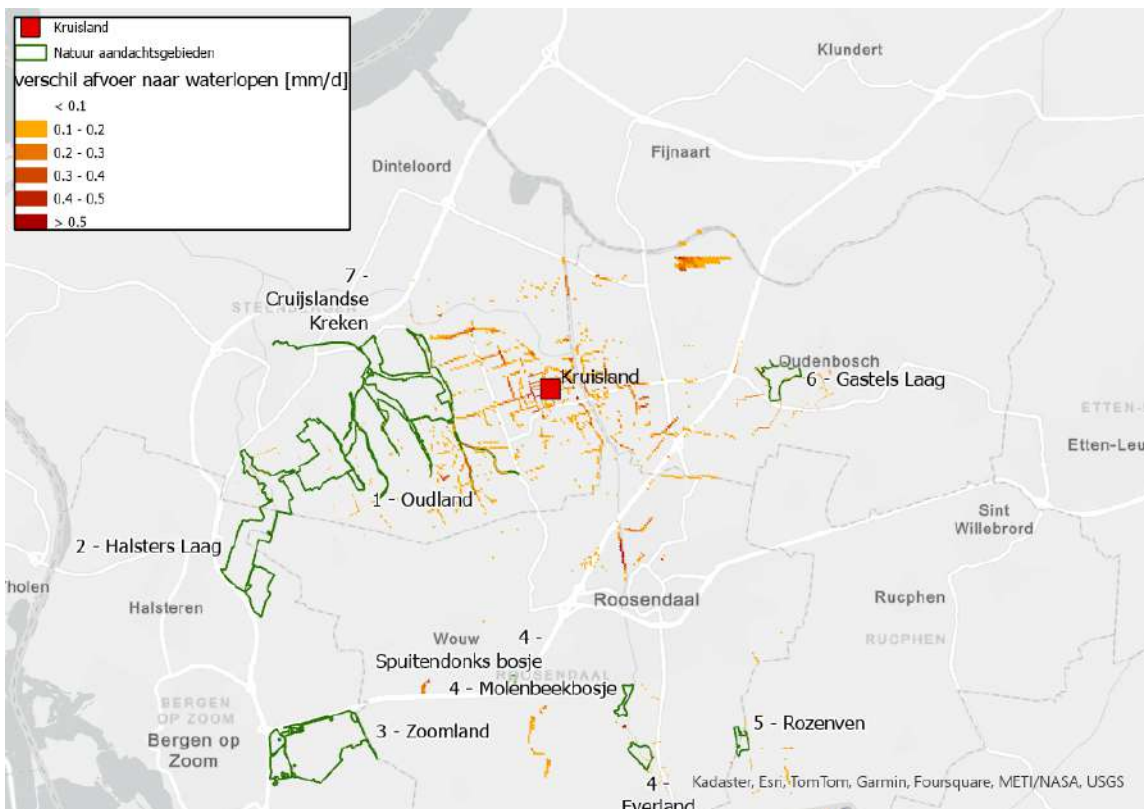 Kruisland
Natuur aandachtsgebieden
verschil afvoer naar waterlopen [mm/d]
< 0.1
0.1 - 0.2
0.2 - 0.3
0.3 - 0.4
0.4 - 0.5
> 0.5
Klundert
Fijnaart
Dinteloord
7 -
Cruijslandse
Kreken
STEENBERGEN
Kruisland
Oudenbosch
6 - Gastels Laag
ETTEN-
Etten-Leu
1 - Oudland
Sint
Willebrord
2 - Halsters Laag
Tholen
Halsteren
Roosendaal
Rucphen
RUCPHEN
Wouw
4 -
Spuitendonks bosje
ROOSENDAAL
4 - Molenbeekbosje
BERGEN
OP ZOOM
Bergen op
Zoom
3 - Zoomland
5 - Rozenven
4 -
Everland
Kadaster, Esri, TomTom, Garmin, Foursquare, METI/NASA, USGS